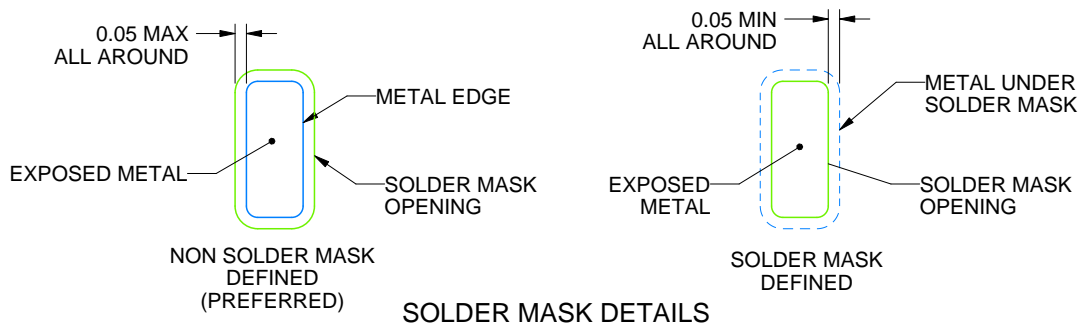 0.05 MAX
ALL AROUND
METAL EDGE
EXPOSED METAL
SOLDER MASK
OPENING
NON SOLDER MASK
DEFINED
(PREFERRED)
0.05 MIN
ALL AROUND
METAL UNDER
SOLDER MASK
EXPOSED
METAL
SOLDER MASK
OPENING
SOLDER MASK
DEFINED
SOLDER MASK DETAILS